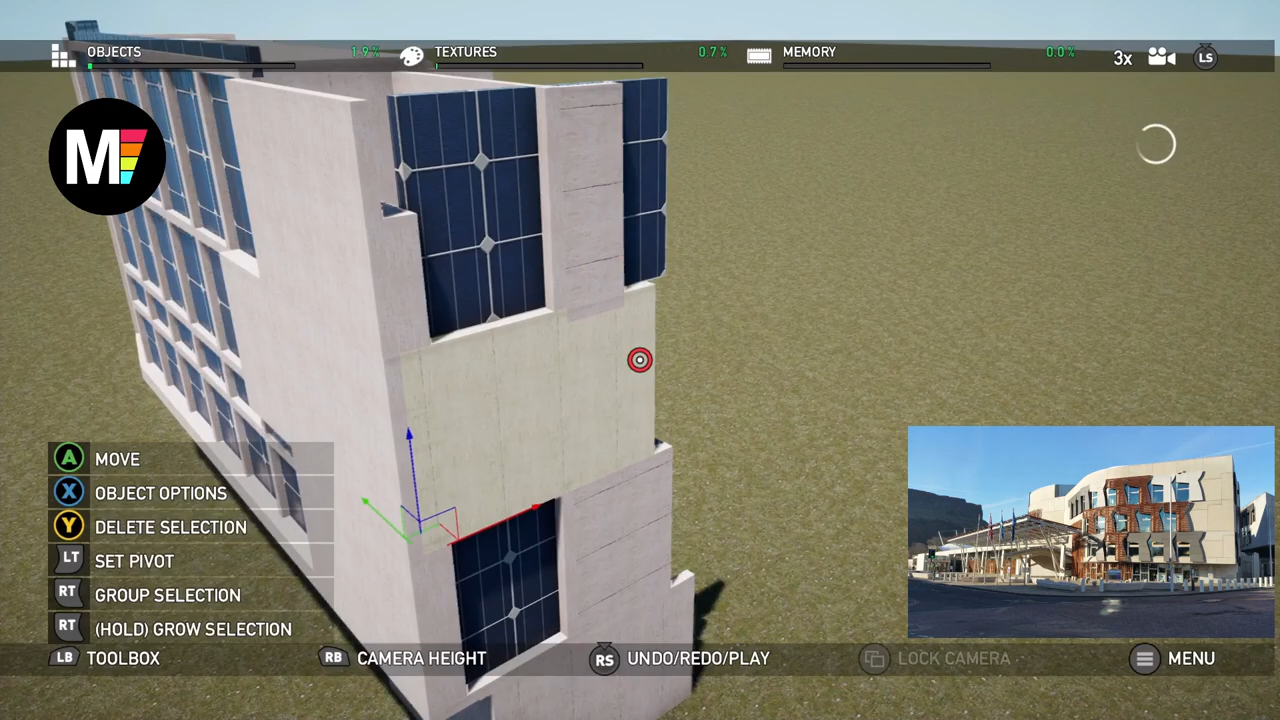 OBJECTS 1.9% TEXTURES 0.7% MEMORY 0.0% 3x LS
M
A MOVE
X OBJECT OPTIONS
Y DELETE SELECTION
LT SET PIVOT
RT GROUP SELECTION
RT (HOLD) GROW SELECTION
LB TOOLBOX RB CAMERA HEIGHT RS UNDO/REDO/PLAY LOCK CAMERA MENU